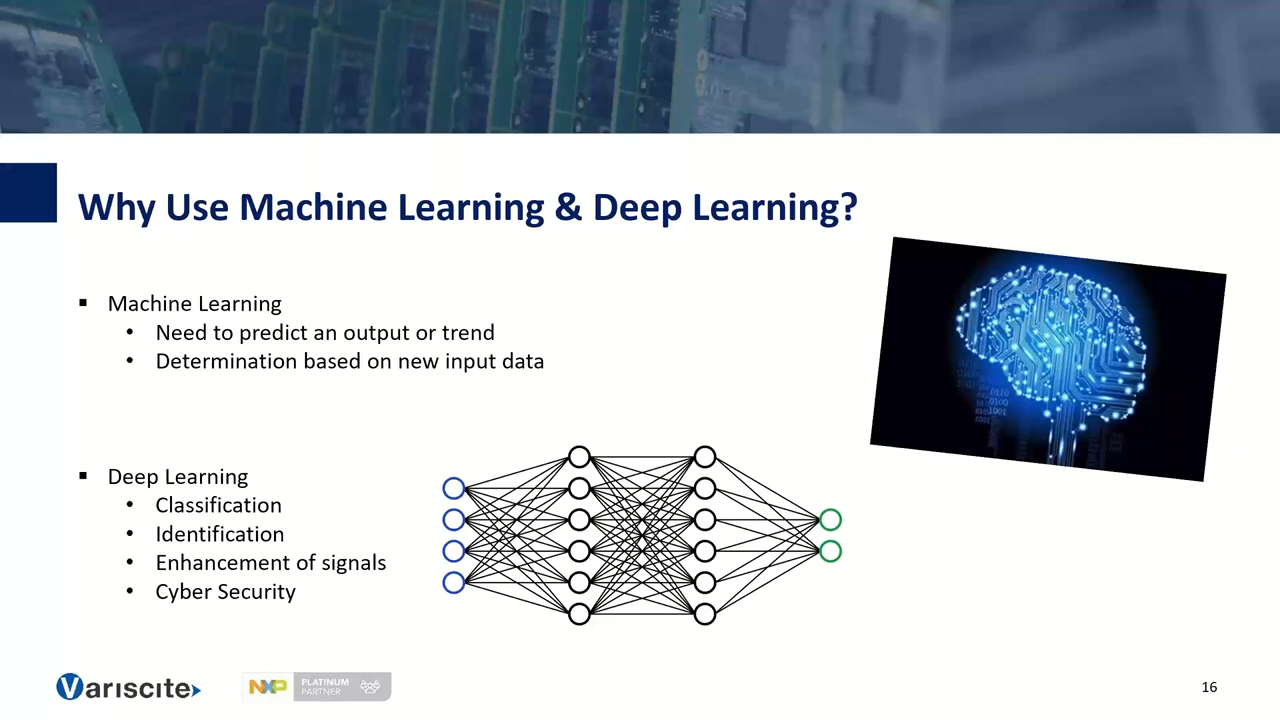 Why Use Machine Learning & Deep Learning?
▪ Machine Learning
• Need to predict an output or trend
• Determination based on new input data
▪ Deep Learning
• Classification
• Identification
• Enhancement of signals
• Cyber Security
Variscite
NXP
PLATINUM
PARTNER
16